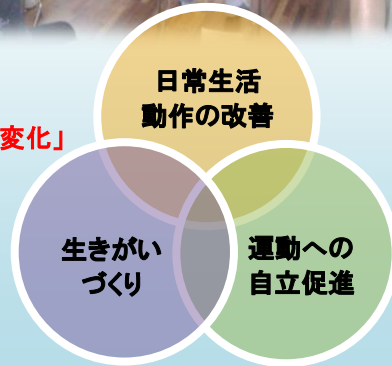 日常生活
動作の改善
変化」
生きがい
づくり
運動への
自立促進